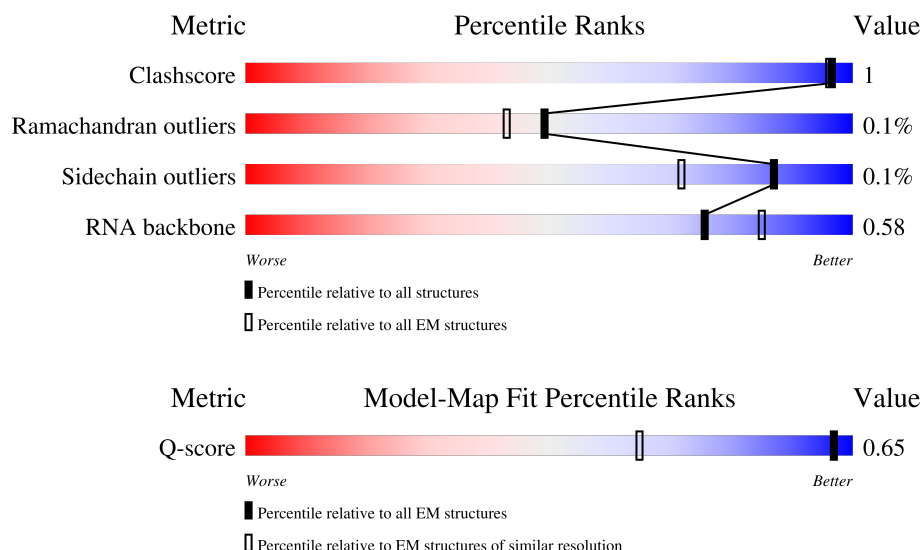 Metric Percentile Ranks Value
Clashscore 1
Ramachandran outliers 0.1%
Sidechain outliers 0.1%
RNA backbone 0.58
Worse Better
Percentile relative to all structures
Percentile relative to all EM structures
Metric Model-Map Fit Percentile Ranks Value
Q-score 0.65
Worse Better
Percentile relative to all EM structures
Percentile relative to EM structures of similar resolution